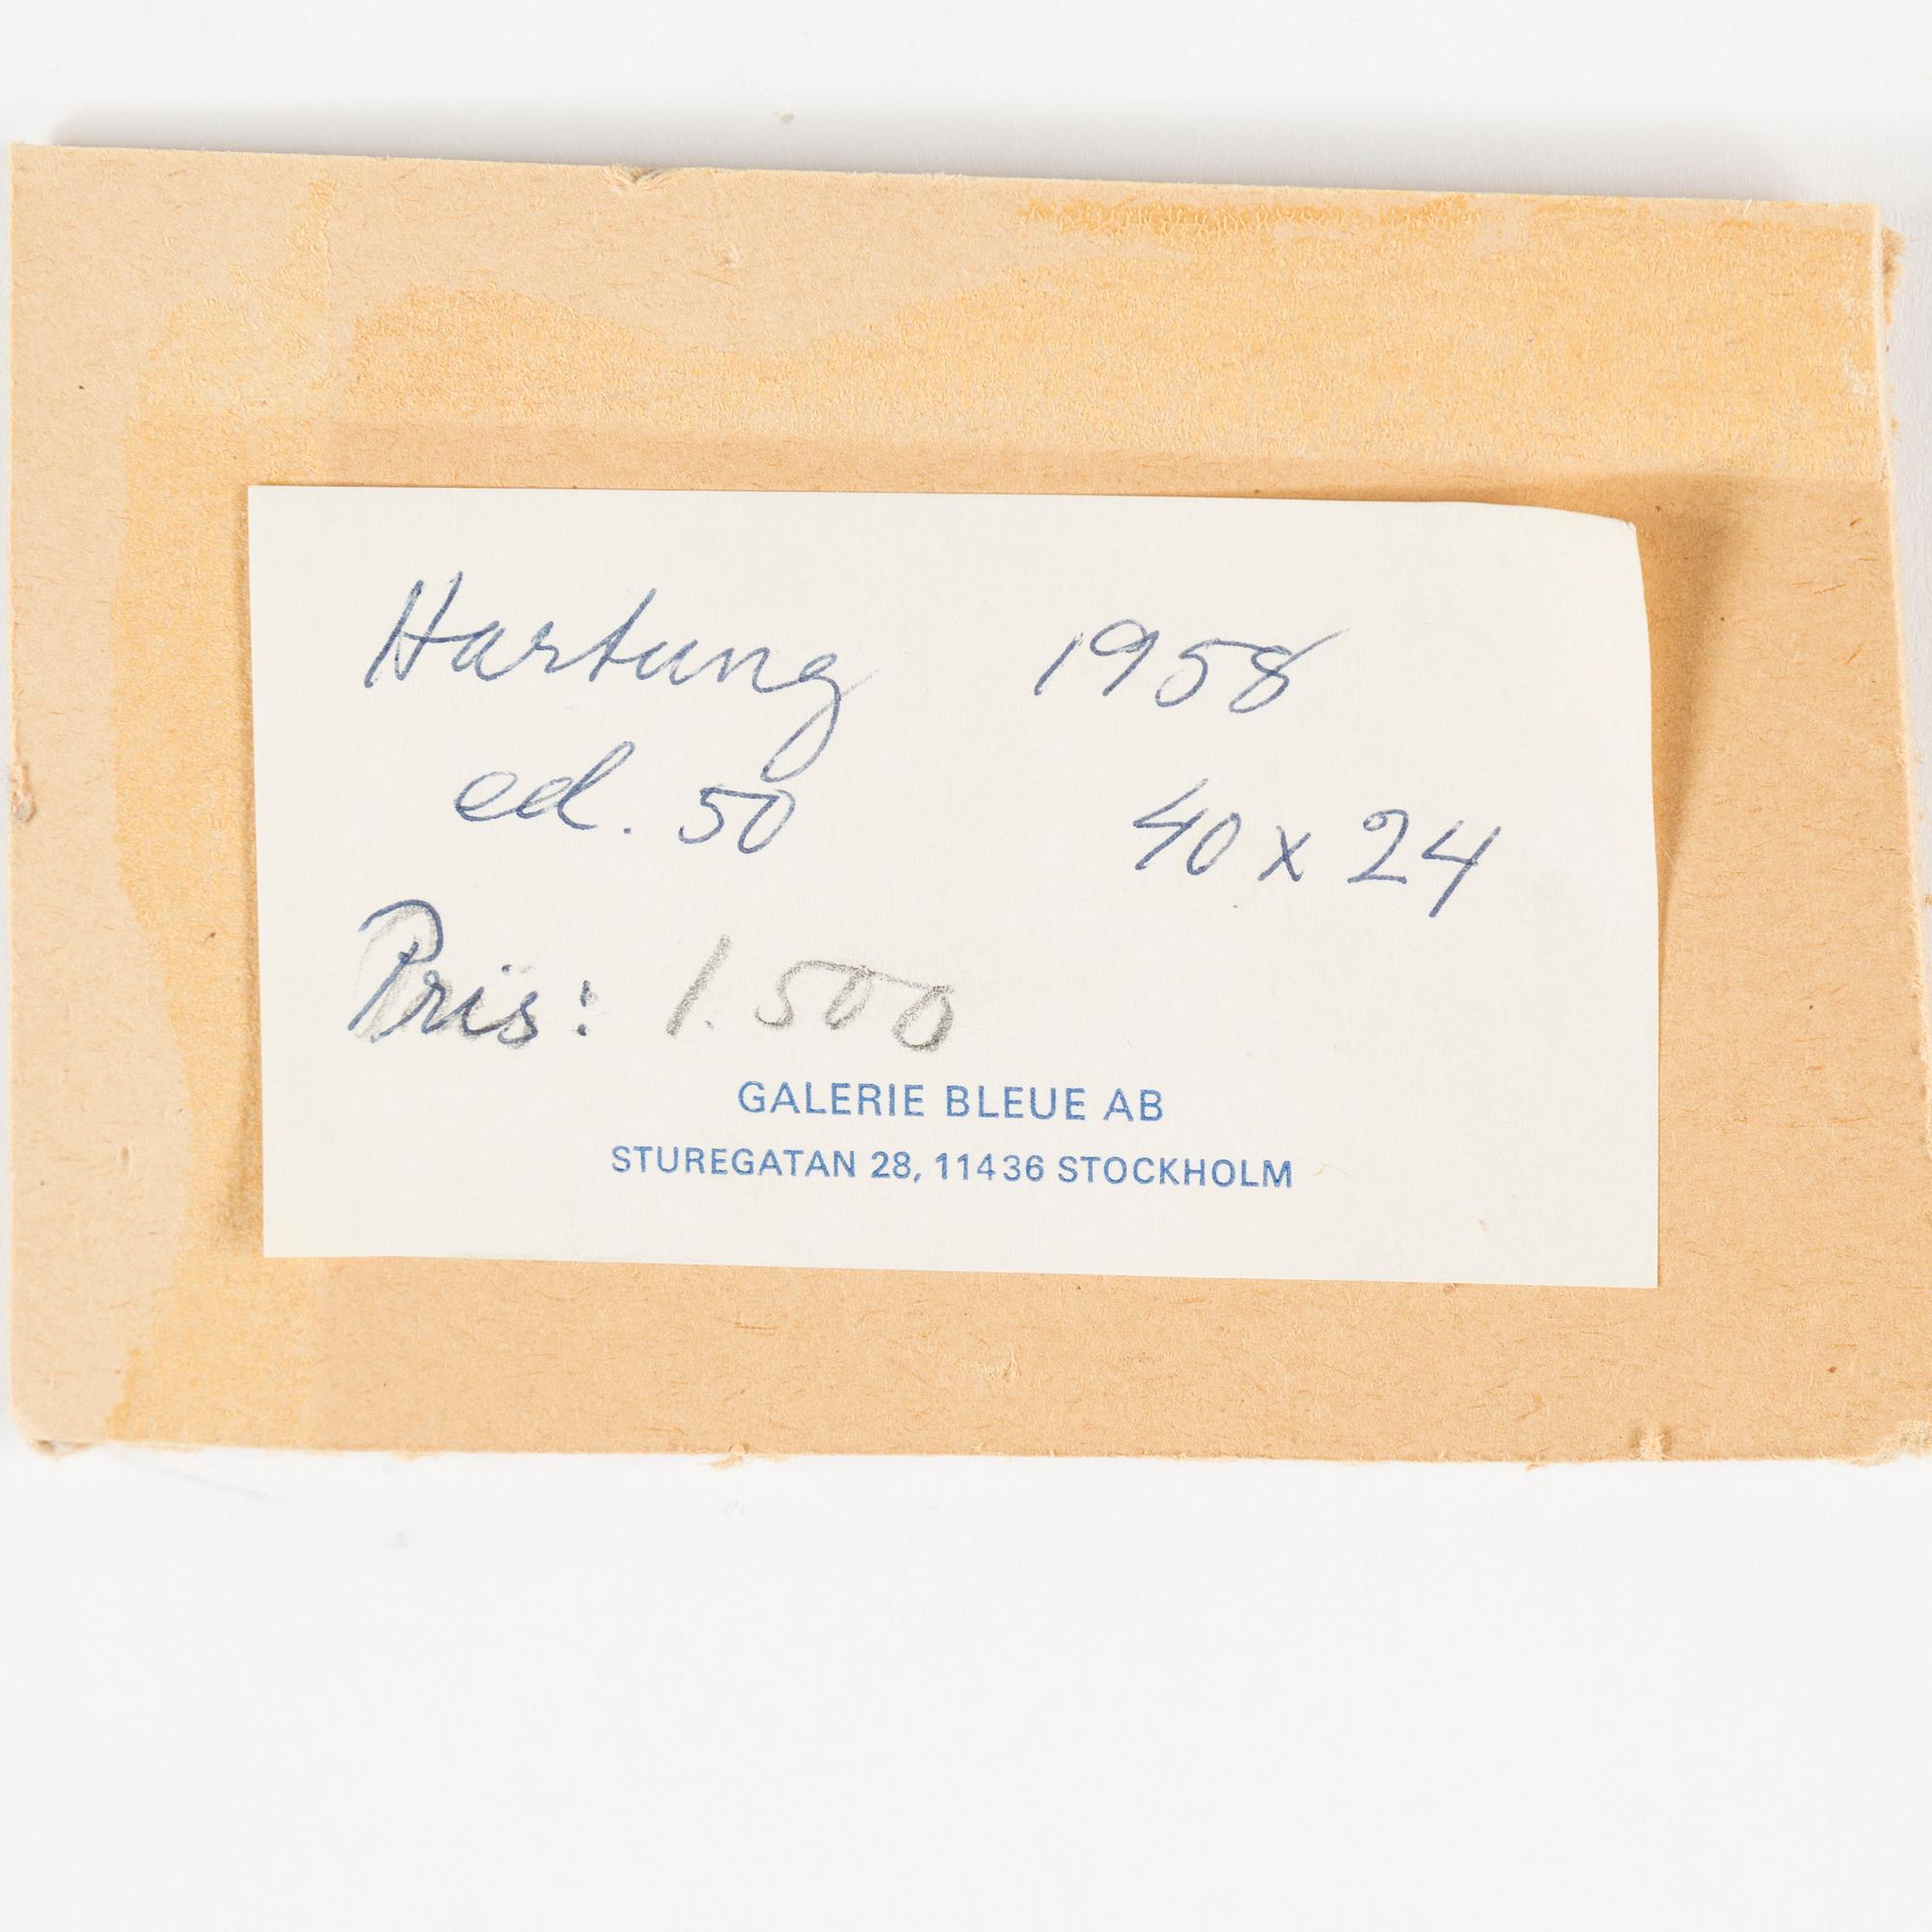 Hartung 1958
ed. 50 40 x 24
Pris: 1.500
GALERIE BLEUE AB
STUREGATAN 28, 11436 STOCKHOLM